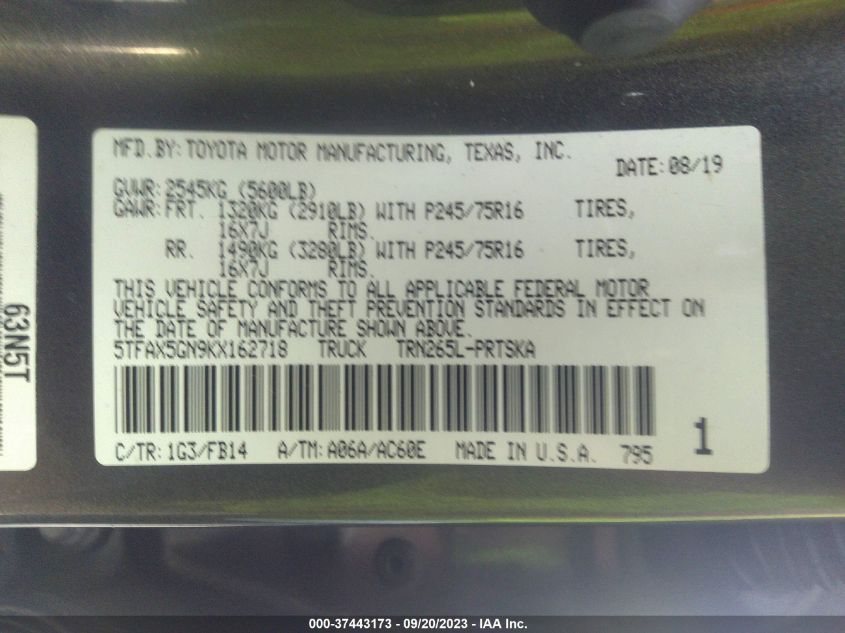 MFD.BY:TOYOTA MOTOR MANUFACTURING, TEXAS, INC.
DATE:08/19
GVWR:2545KG (5600LB)
GAWR:FRT. 1320KG (2910LB) WITH P245/75R16 TIRES,
16X7J RIMS.
RR. 1490KG (3280LB) WITH P245/75R16 TIRES,
16X7J RIMS.
THIS VEHICLE CONFORMS TO ALL APPLICABLE FEDERAL MOTOR
VEHICLE SAFETY AND THEFT PREVENTION STANDARDS IN EFFECT ON
THE DATE OF MANUFACTURE SHOWN ABOVE.
5TFAX5GN9KX162718 TRUCK TRN265L-PRTSKA
C/TR:1G3/FB14 A/TM:A06A/AC60E MADE IN U.S.A. 795
1
63N5T
000-37443173 - 09/20/2023 - IAA Inc.